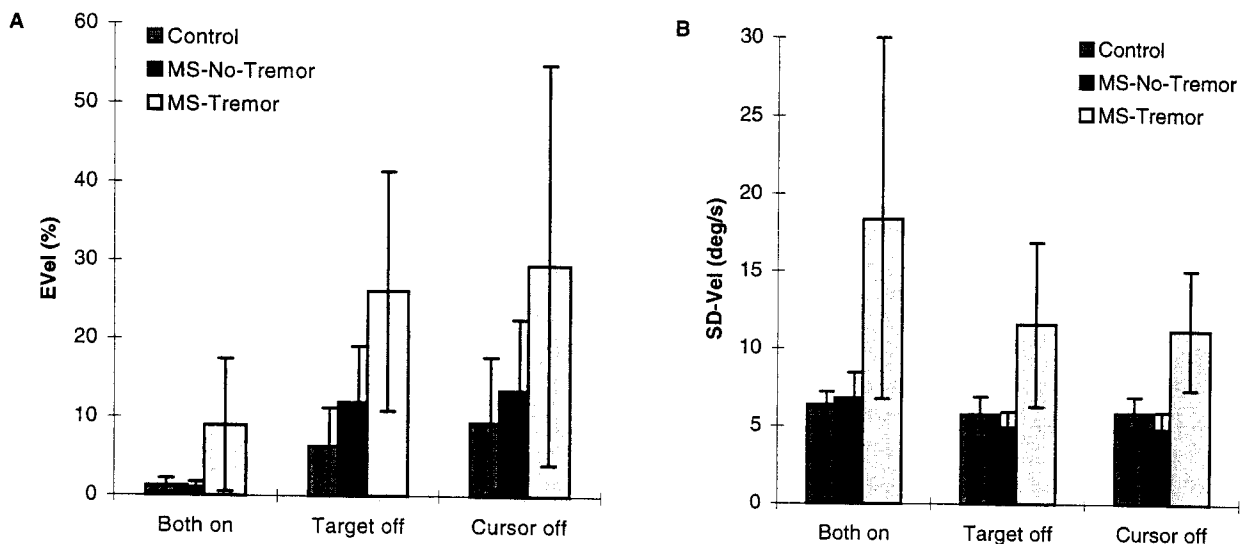 A
60
50
40
30
20
10
0
EVel (%)
Control
MS-No-Tremor
MS-Tremor
Both on
Target off
Cursor off
B
30
25
20
15
10
5
0
SD-Vel (deg/s)
Control
MS-No-Tremor
MS-Tremor
Both on
Target off
Cursor off